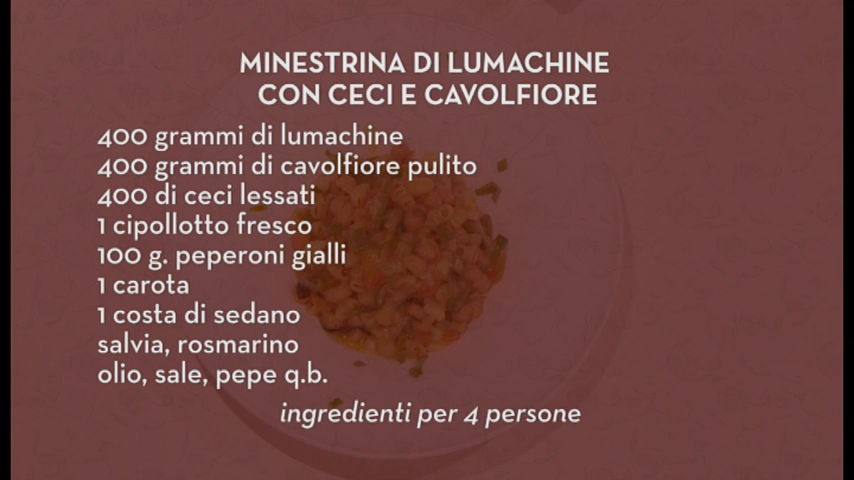 MINESTRINA DI LUMACHINE
CON CECI E CAVOLFIORE
400 grammi di lumachine
400 grammi di cavolfiore pulito
400 di ceci lessati
1 cipollotto fresco
100 g. peperoni gialli
1 carota
1 costa di sedano
salvia, rosmarino
olio, sale, pepe q.b.
ingredienti per 4 persone